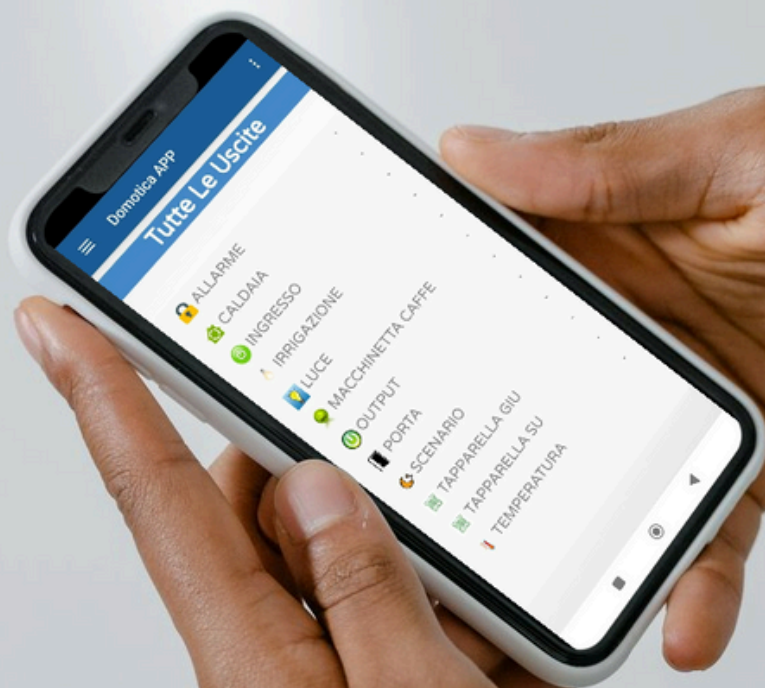 Domotica APP
Tutte Le Uscite
ALLARME
CALDAIA
INGRESSO
IRRIGAZIONE
LUCE
MACCHINETTA CAFFE
OUTPUT
PORTA
SCENARIO
TAPPARELLA GIU
TAPPARELLA SU
TEMPERATURA